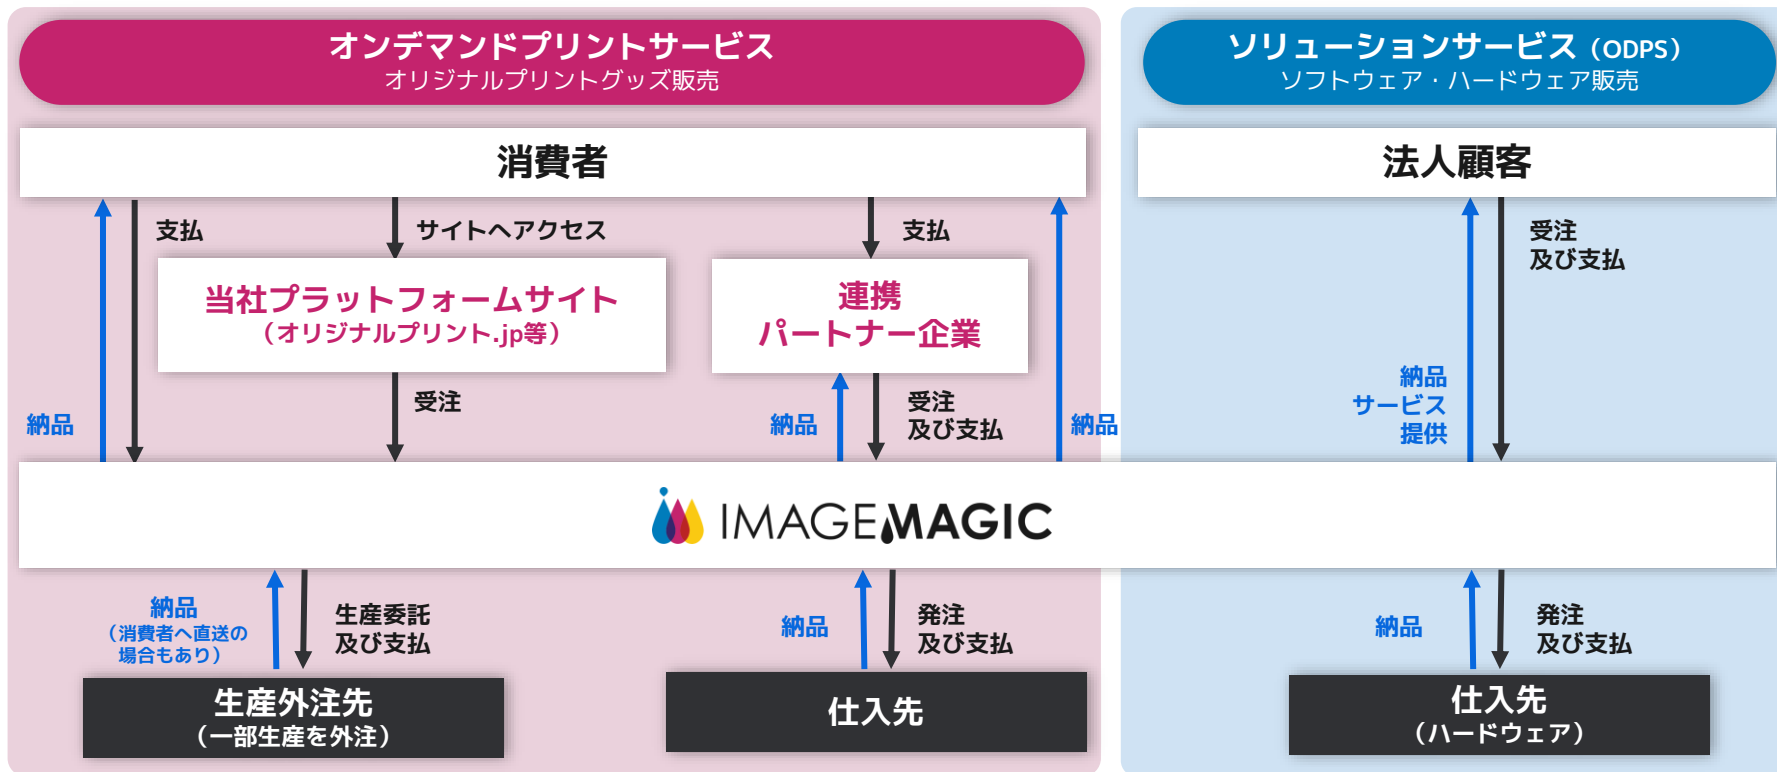 オンデマンドプリントサービス
オリジナルプリントグッズ販売
ソリューションサービス（ODPS）
ソフトウェア・ハードウェア販売
消費者
法人顧客
支払
サイトへアクセス
支払
受注
及び支払
当社プラットフォームサイト
（オリジナルプリント.jp等）
連携
パートナー企業
納品
受注
納品
受注
及び支払
納品
納品
サービス
提供
IMAGEMAGIC
納品
（消費者へ直送の
場合もあり）
生産委託
及び支払
納品
発注
及び支払
納品
発注
及び支払
生産外注先
（一部生産を外注）
仕入先
仕入先
（ハードウェア）